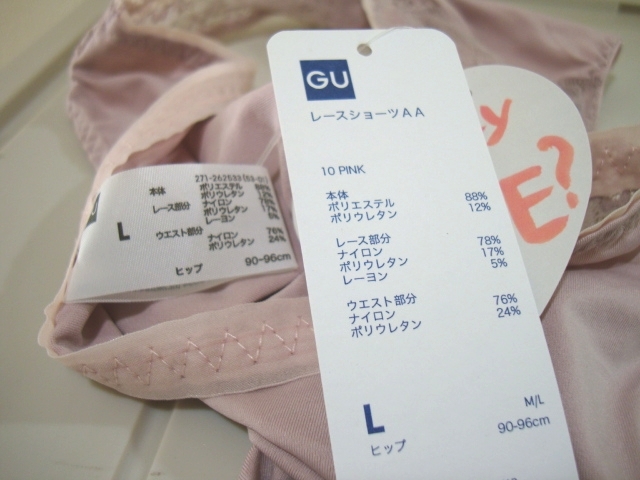 GU
レースショーツAA
10 PINK
本体
ポリエステル 88%
ポリウレタン 12%
レース部分
ナイロン 78%
ポリウレタン 17%
レーヨン 5%
ウエスト部分
ナイロン 76%
ポリウレタン 24%
L
M/L
ヒップ 90-96cm
L
本体
ポリエステル 88%
ポリウレタン 12%
レース部分
ナイロン 78%
ポリウレタン 17%
レーヨン 5%
ウエスト部分
ナイロン 76%
ポリウレタン 24%
ヒップ 90-96cm
E?